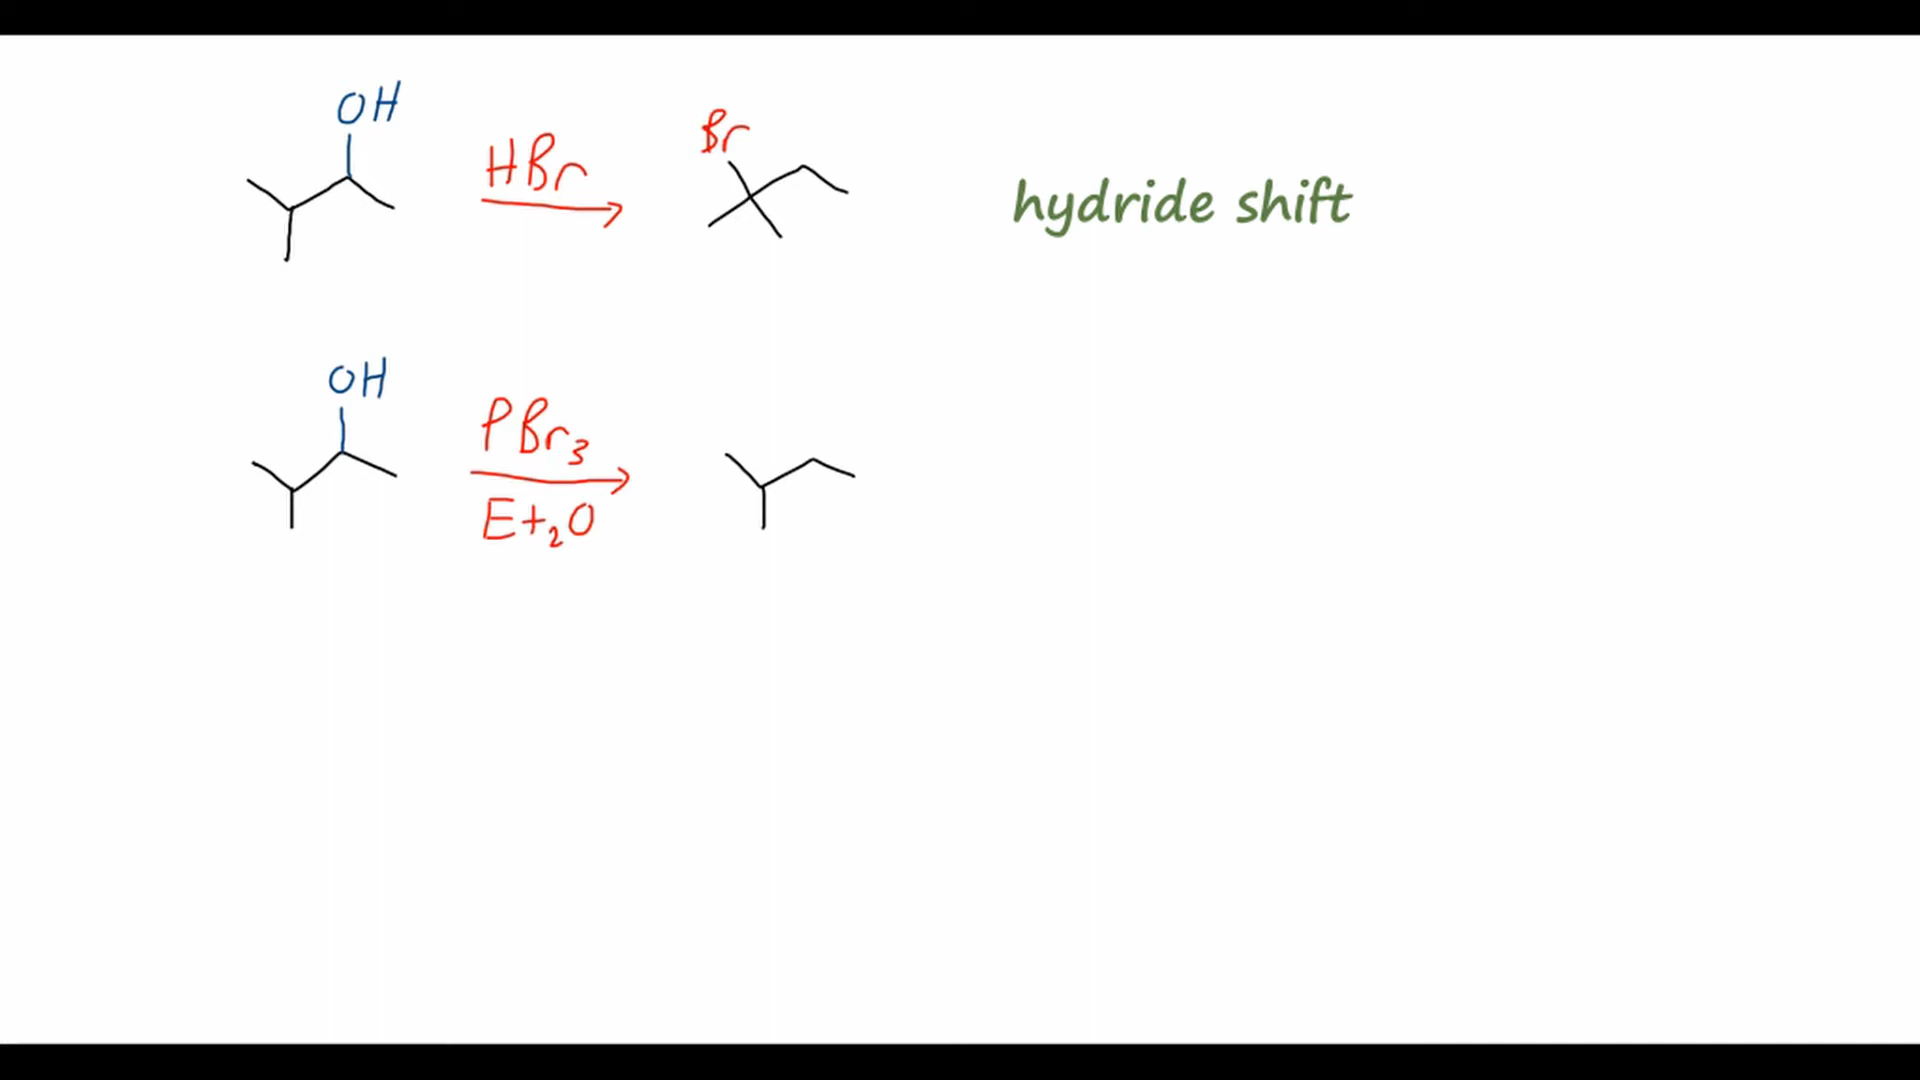 OH
HBr
Br
hydride shift
OH
PBr₃
Et₂O